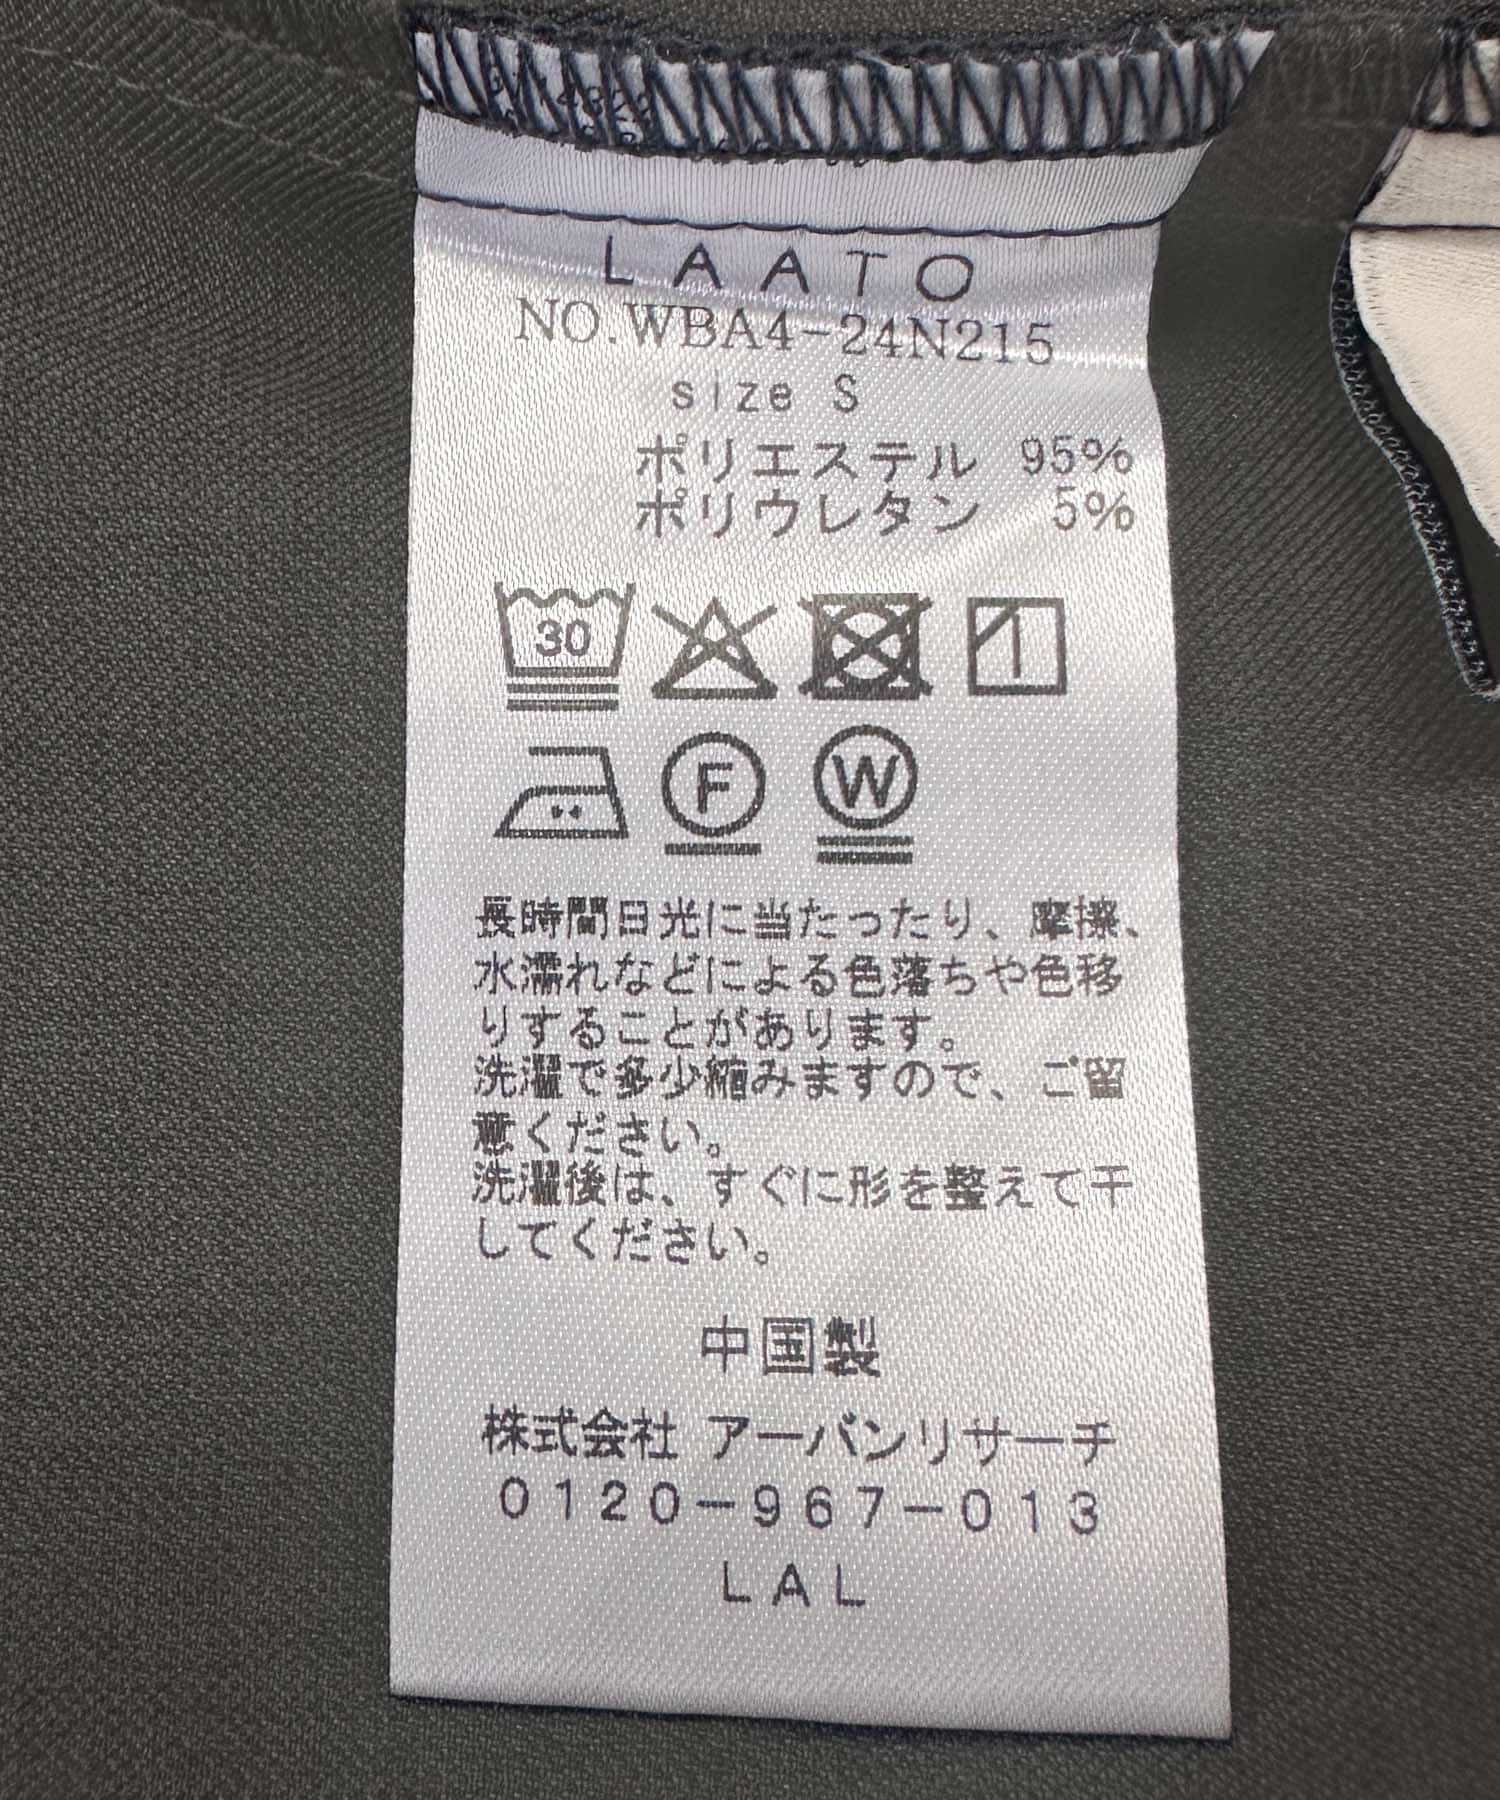 LAATO
NO.WBA4-24N215
size S
ポリエステル 95%
ポリウレタン 5%
30
F
W
長時間日光に当たったり、摩擦、
水濡れなどによる色落ちや色移
りすることがあります。
洗濯で多少縮みますので、ご留
意ください。
洗濯後は、すぐに形を整えて干
してください。
中国製
株式会社 アーバンリサーチ
0120-967-013
LAL